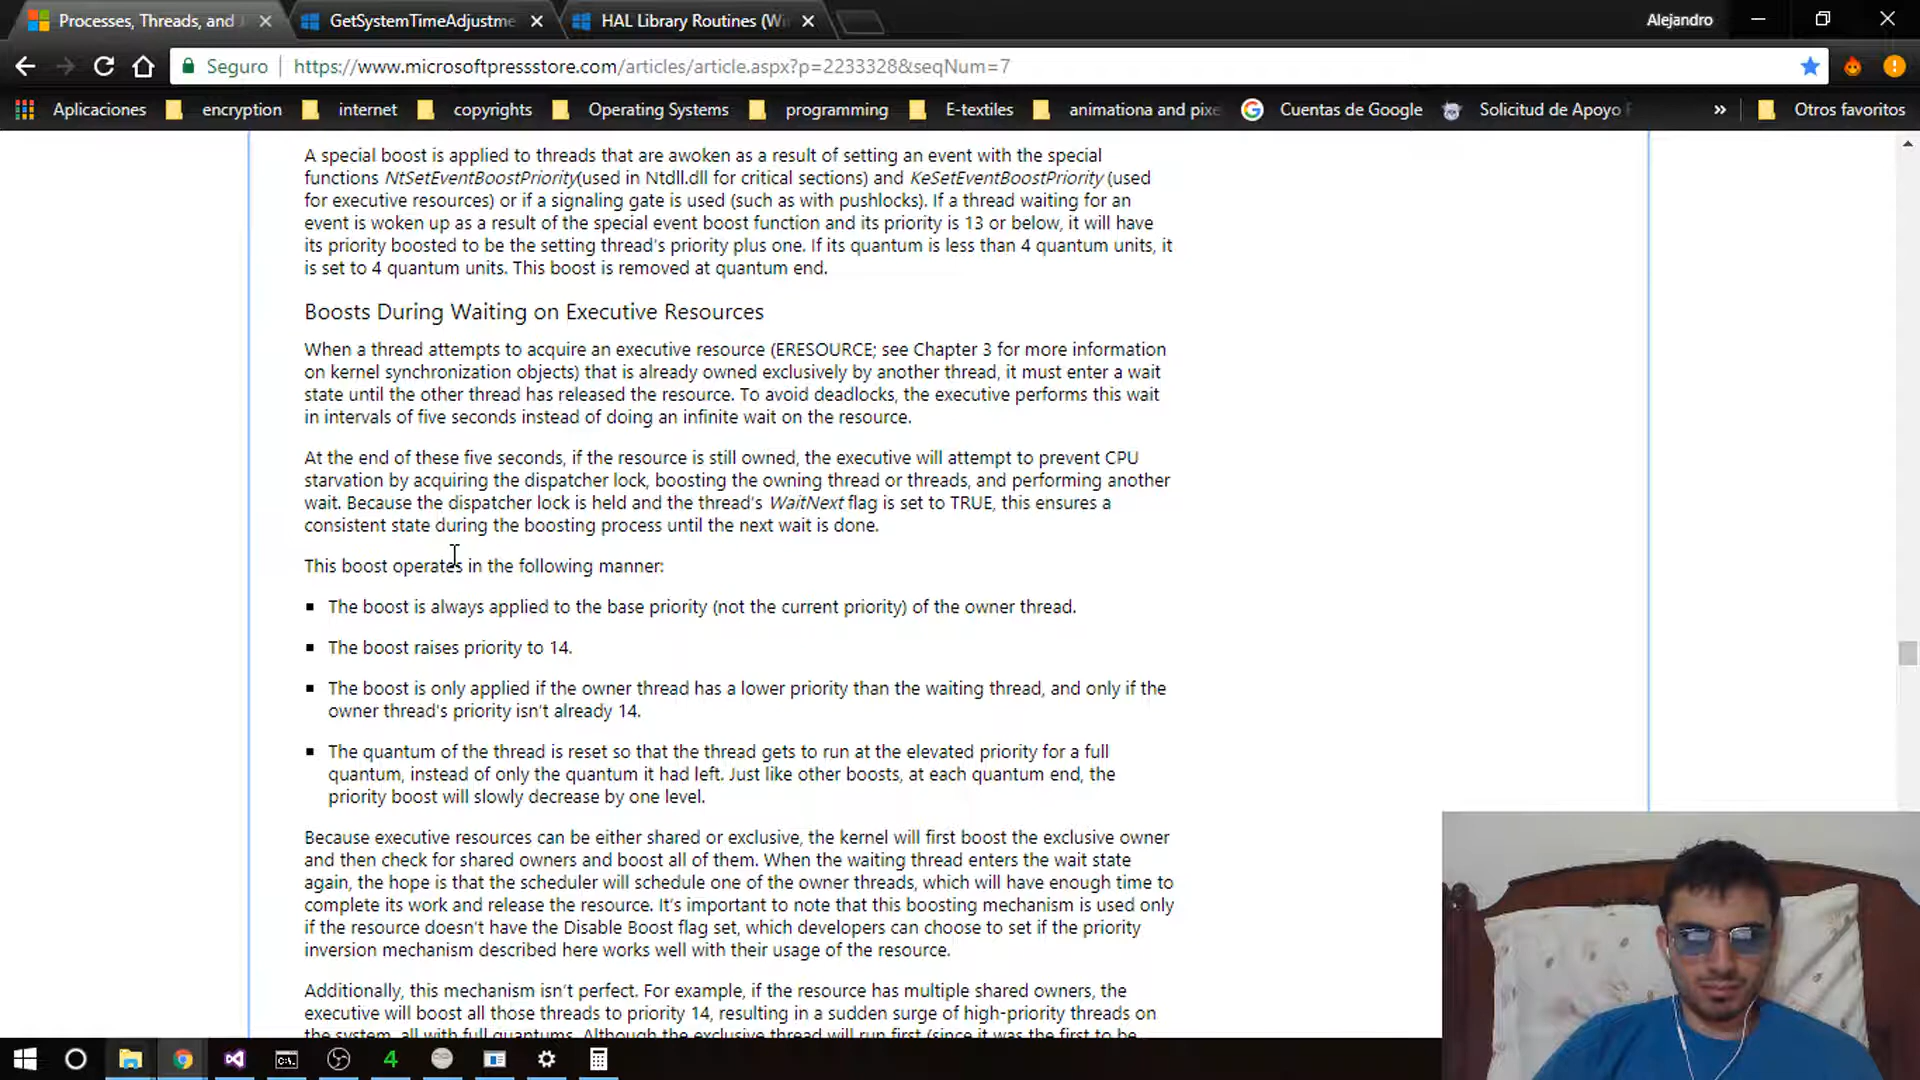 Processes, Threads, and
GetSystemTimeAdjustme
HAL Library Routines (Wi
Alejandro
Seguro
https://www.microsoftpressstore.com/articles/article.aspx?p=2233328&seqNum=7
Aplicaciones
encryption
internet
copyrights
Operating Systems
programming
E-textiles
animationa and pixe
Cuentas de Google
Solicitud de Apoyo
»
Otros favoritos
A special boost is applied to threads that are awoken as a result of setting an event with the special
functions NtSetEventBoostPriority(used in Ntdll.dll for critical sections) and KeSetEventBoostPriority (used
for executive resources) or if a signaling gate is used (such as with pushlocks). If a thread waiting for an
event is woken up as a result of the special event boost function and its priority is 13 or below, it will have
its priority boosted to be the setting thread's priority plus one. If its quantum is less than 4 quantum units, it
is set to 4 quantum units. This boost is removed at quantum end.
Boosts During Waiting on Executive Resources
When a thread attempts to acquire an executive resource (ERESOURCE; see Chapter 3 for more information
on kernel synchronization objects) that is already owned exclusively by another thread, it must enter a wait
state until the other thread has released the resource. To avoid deadlocks, the executive performs this wait
in intervals of five seconds instead of doing an infinite wait on the resource.
At the end of these five seconds, if the resource is still owned, the executive will attempt to prevent CPU
starvation by acquiring the dispatcher lock, boosting the owning thread or threads, and performing another
wait. Because the dispatcher lock is held and the thread's WaitNext flag is set to TRUE, this ensures a
consistent state during the boosting process until the next wait is done.
This boost operates in the following manner:
■ The boost is always applied to the base priority (not the current priority) of the owner thread.
■ The boost raises priority to 14.
■ The boost is only applied if the owner thread has a lower priority than the waiting thread, and only if the
owner thread's priority isn't already 14.
■ The quantum of the thread is reset so that the thread gets to run at the elevated priority for a full
quantum, instead of only the quantum it had left. Just like other boosts, at each quantum end, the
priority boost will slowly decrease by one level.
Because executive resources can be either shared or exclusive, the kernel will first boost the exclusive owner
and then check for shared owners and boost all of them. When the waiting thread enters the wait state
again, the hope is that the scheduler will schedule one of the owner threads, which will have enough time to
complete its work and release the resource. It's important to note that this boosting mechanism is used only
if the resource doesn't have the Disable Boost flag set, which developers can choose to set if the priority
inversion mechanism described here works well with their usage of the resource.
Additionally, this mechanism isn't perfect. For example, if the resource has multiple shared owners, the
executive will boost all those threads to priority 14, resulting in a sudden surge of high-priority threads on
the system, all with full quantums. Although the exclusive thread will run first (since it was the first to be
4